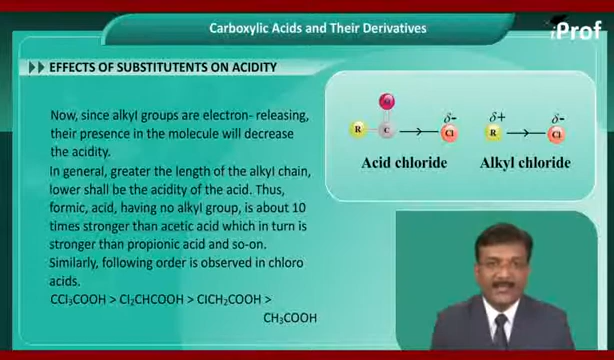 Carboxylic Acids and Their Derivatives
iProf
EFFECTS OF SUBSTITUTENTS ON ACIDITY
Now, since alkyl groups are electron- releasing,
their presence in the molecule will decrease
the acidity.
In general, greater the length of the alkyl chain,
lower shall be the acidity of the acid. Thus,
formic, acid, having no alkyl group, is about 10
times stronger than acetic acid which in turn is
stronger than propionic acid and so-on.
Similarly, following order is observed in chloro
acids.
CCl₃COOH > Cl₂CHCOOH > ClCH₂COOH >
CH₃COOH
δ-
R C Cl
Acid chloride
δ+ δ-
R Cl
Alkyl chloride